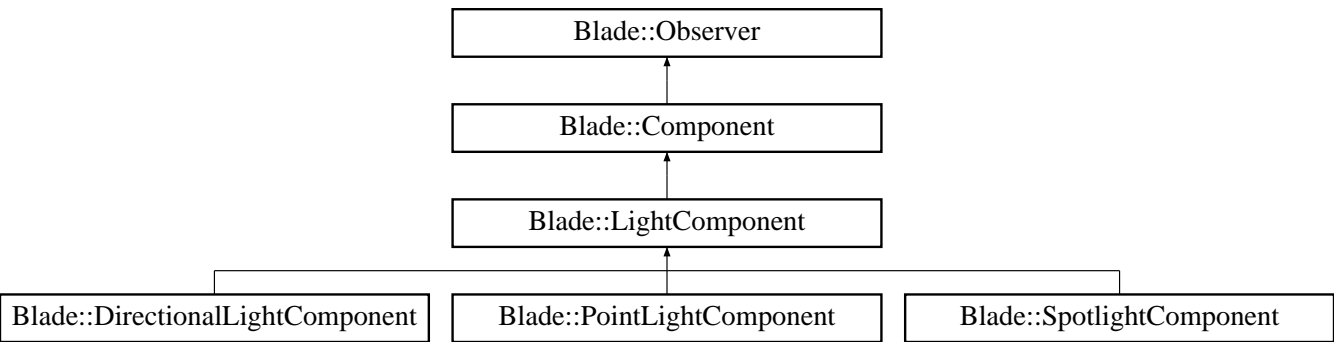 Blade::Observer
Blade::Component
Blade::LightComponent
Blade::DirectionalLightComponent
Blade::PointLightComponent
Blade::SpotlightComponent